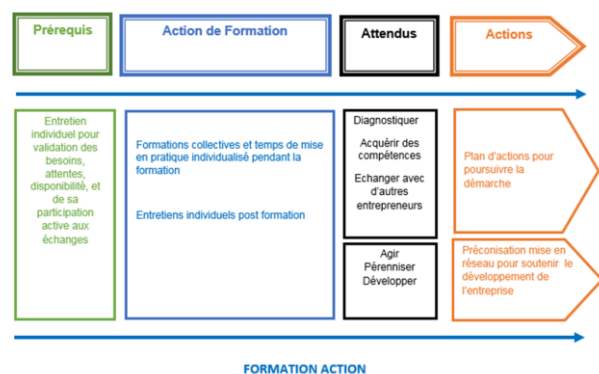 Prérequis
Action de Formation
Attendus
Actions
Entretien
individuel pour
validation des
besoins,
attentes,
disponibilité, et
de sa
participation
active aux
échanges
Formations collectives et temps de mise
en pratique individualisé pendant la
formation
Entretiens individuels post formation
Diagnostiquer
Acquérir des
compétences
Echanger avec
d'autres
entrepreneurs
Agir
Pérenniser
Développer
Plan d'actions pour
poursuivre la
démarche
Préconisation mise en
réseau pour soutenir le
développement de
l'entreprise
FORMATION ACTION